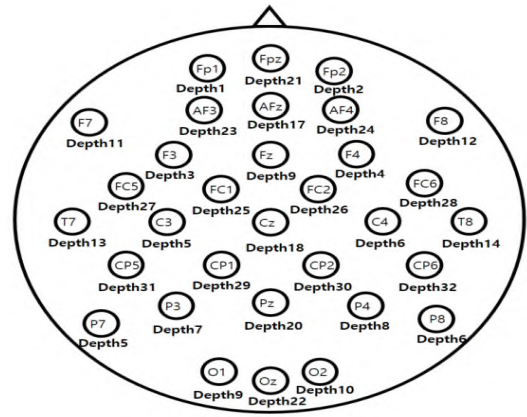 Fpz
Fp1 Fp2
Depth21
Depth1 Depth2
AF3 AFz AF4
Depth23 Depth17 Depth24
F7 F8
Depth11 Depth12
F3 Fz F4
Depth3 Depth9 Depth4
FC5 FC1 FC2 FC6
Depth27 Depth25 Depth26 Depth28
T7 C3 Cz C4 T8
Depth13 Depth5 Depth18 Depth6 Depth14
CP5 CP1 CP2 CP6
Depth31 Depth29 Depth30 Depth32
P3 Pz P4
Depth7 Depth20 Depth8
P7 P8
Depth5 Depth6
O1 Oz O2
Depth9 Depth22 Depth10